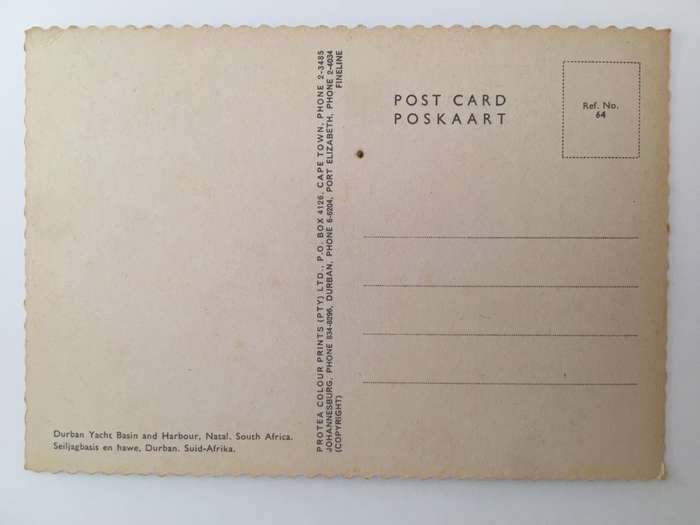 POST CARD
POSKAART
Ref. No.
64
PROTEA COLOUR PRINTS (PTY) LTD., P.O. BOX 4126, CAPE TOWN, PHONE 2-3485
JOHANNESBURG, PHONE 834-8296, DURBAN, PHONE 6-6204, PORT ELIZABETH, PHONE 2-4034
(COPYRIGHT) FINELINE
Durban Yacht Basin and Harbour, Natal. South Africa.
Seiljagbasis en hawe, Durban. Suid-Afrika.